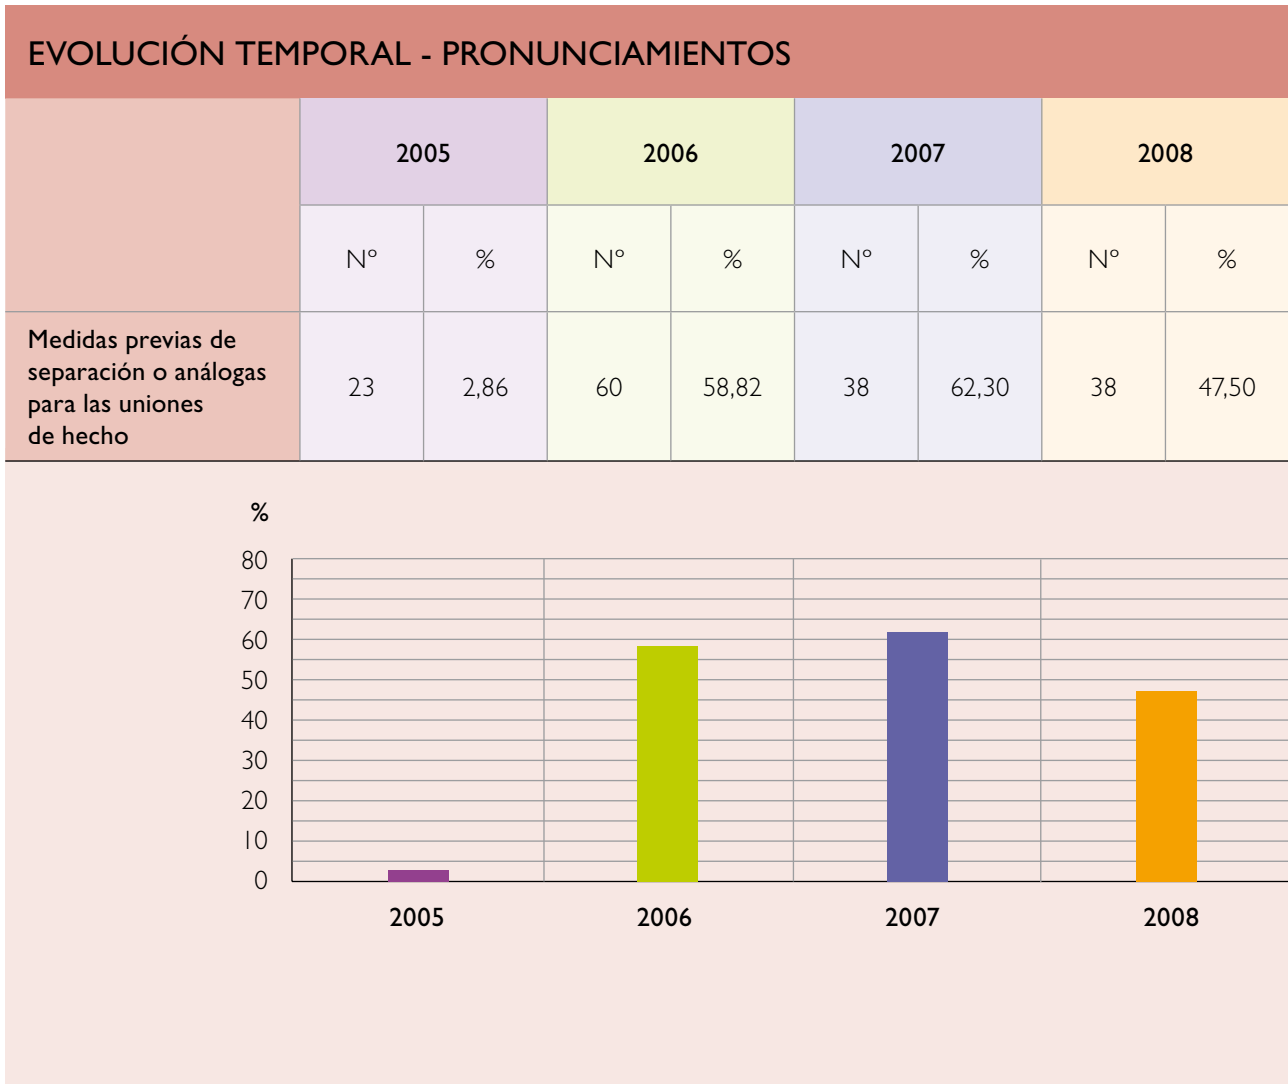 EVOLUCIÓN TEMPORAL - PRONUNCIAMIENTOS
2005 2006 2007 2008
Nº % Nº % Nº % Nº %
Medidas previas de
separación o análogas
para las uniones
de hecho
23 2,86 60 58,82 38 62,30 38 47,50
%
80
70
60
50
40
30
20
10
0
2005 2006 2007 2008